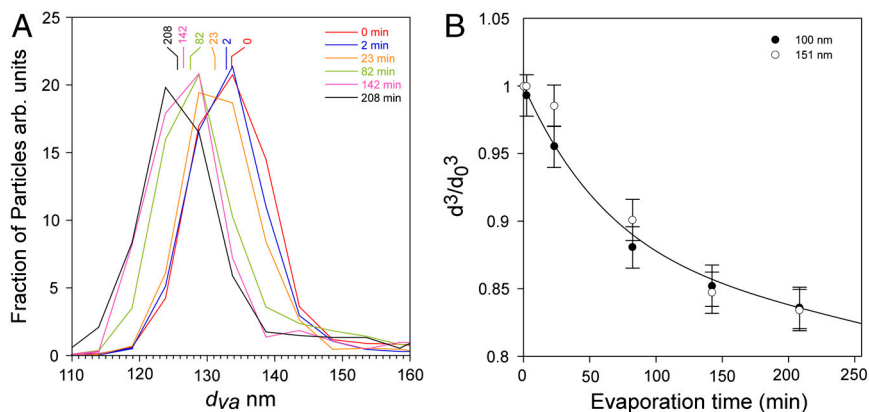 A
Fraction of Particles arb. units
25
20
15
10
5
0
208
142
82
23
2
0
0 min
2 min
23 min
82 min
142 min
208 min
110 120 130 140 150 160
dva nm
B
d³/d₀³
1.05
1
0.95
0.9
0.85
0.8
100 nm
151 nm
0 50 100 150 200 250
Evaporation time (min)